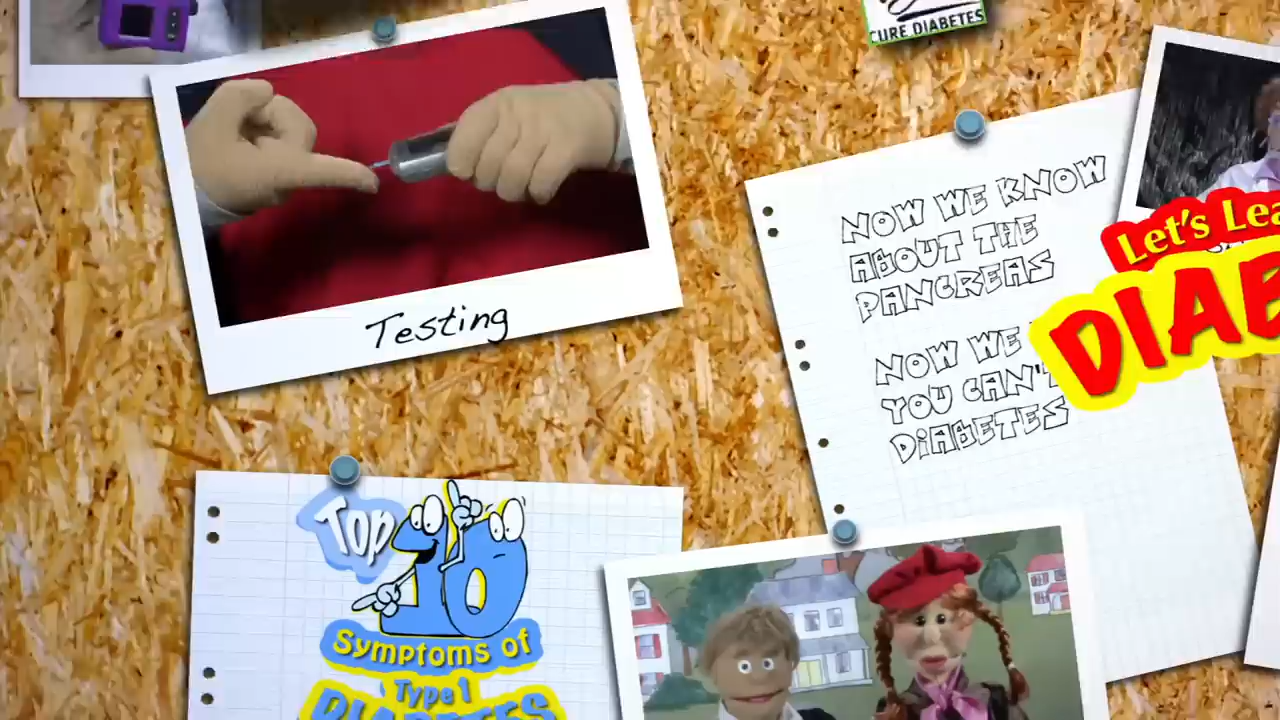 CURE DIABETES
Testing
NOW WE KNOW
ABOUT THE
PANCREAS
NOW WE
YOU CAN'T
DIABETES
Let's Lea
DIAB
Top
10
Symptoms of
Type 1
DIABETES